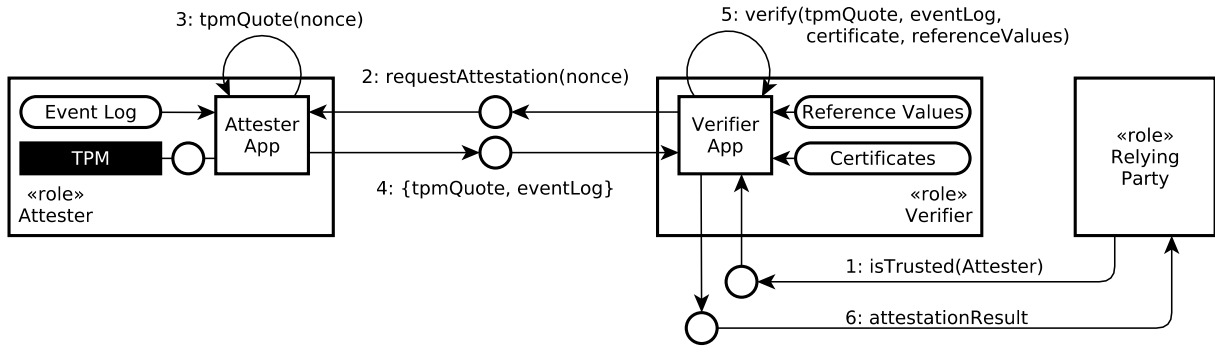 3: tpmQuote(nonce)
5: verify(tpmQuote, eventLog,
certificate, referenceValues)
2: requestAttestation(nonce)
Event Log
Attester
App
TPM
«role»
Attester
4: {tpmQuote, eventLog}
Verifier
App
Reference Values
Certificates
«role»
Verifier
«role»
Relying
Party
1: isTrusted(Attester)
6: attestationResult